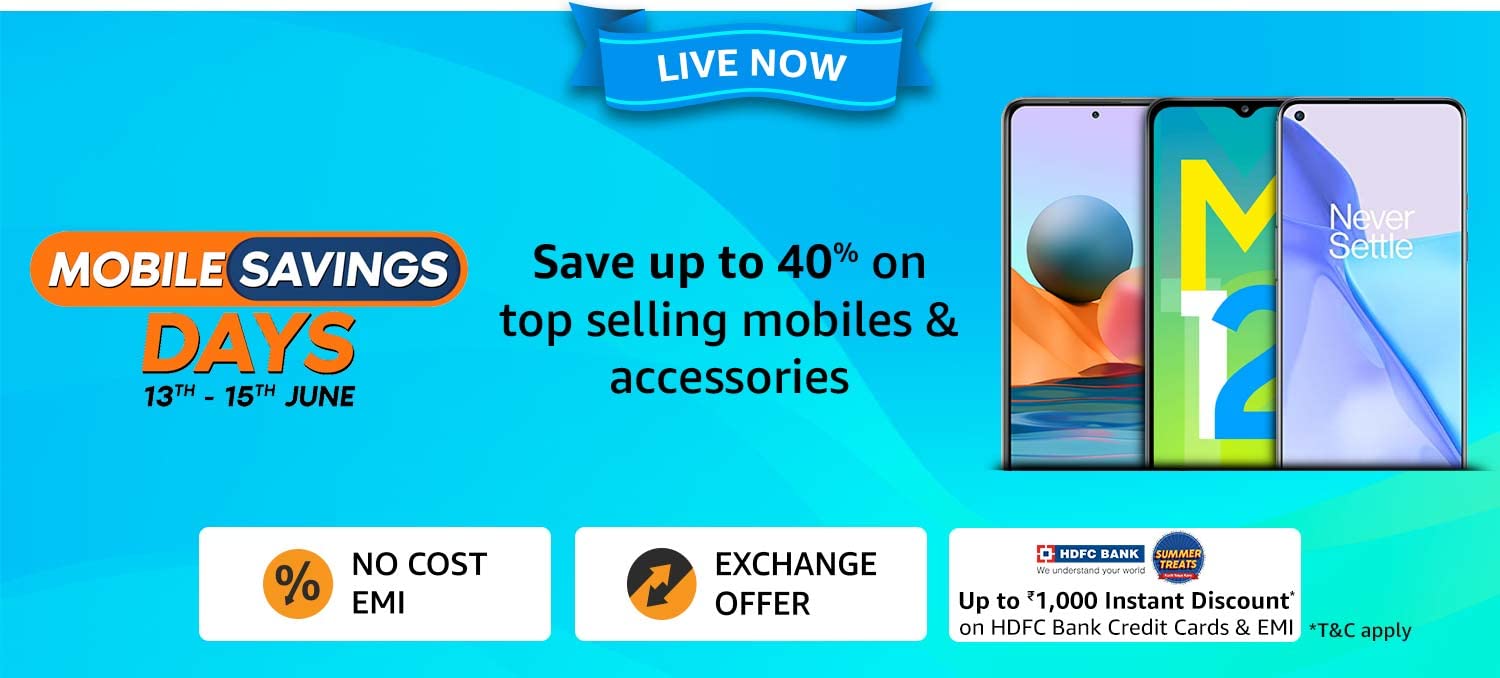 LIVE NOW
MOBILE SAVINGS
DAYS
13TH - 15TH JUNE
Save up to 40% on
top selling mobiles &
accessories
M
12
Never
Settle
NO COST
EMI
EXCHANGE
OFFER
HDFC BANK
We understand your world
SUMMER
TREATS
Up to ₹1,000 Instant Discount*
on HDFC Bank Credit Cards & EMI
*T&C apply